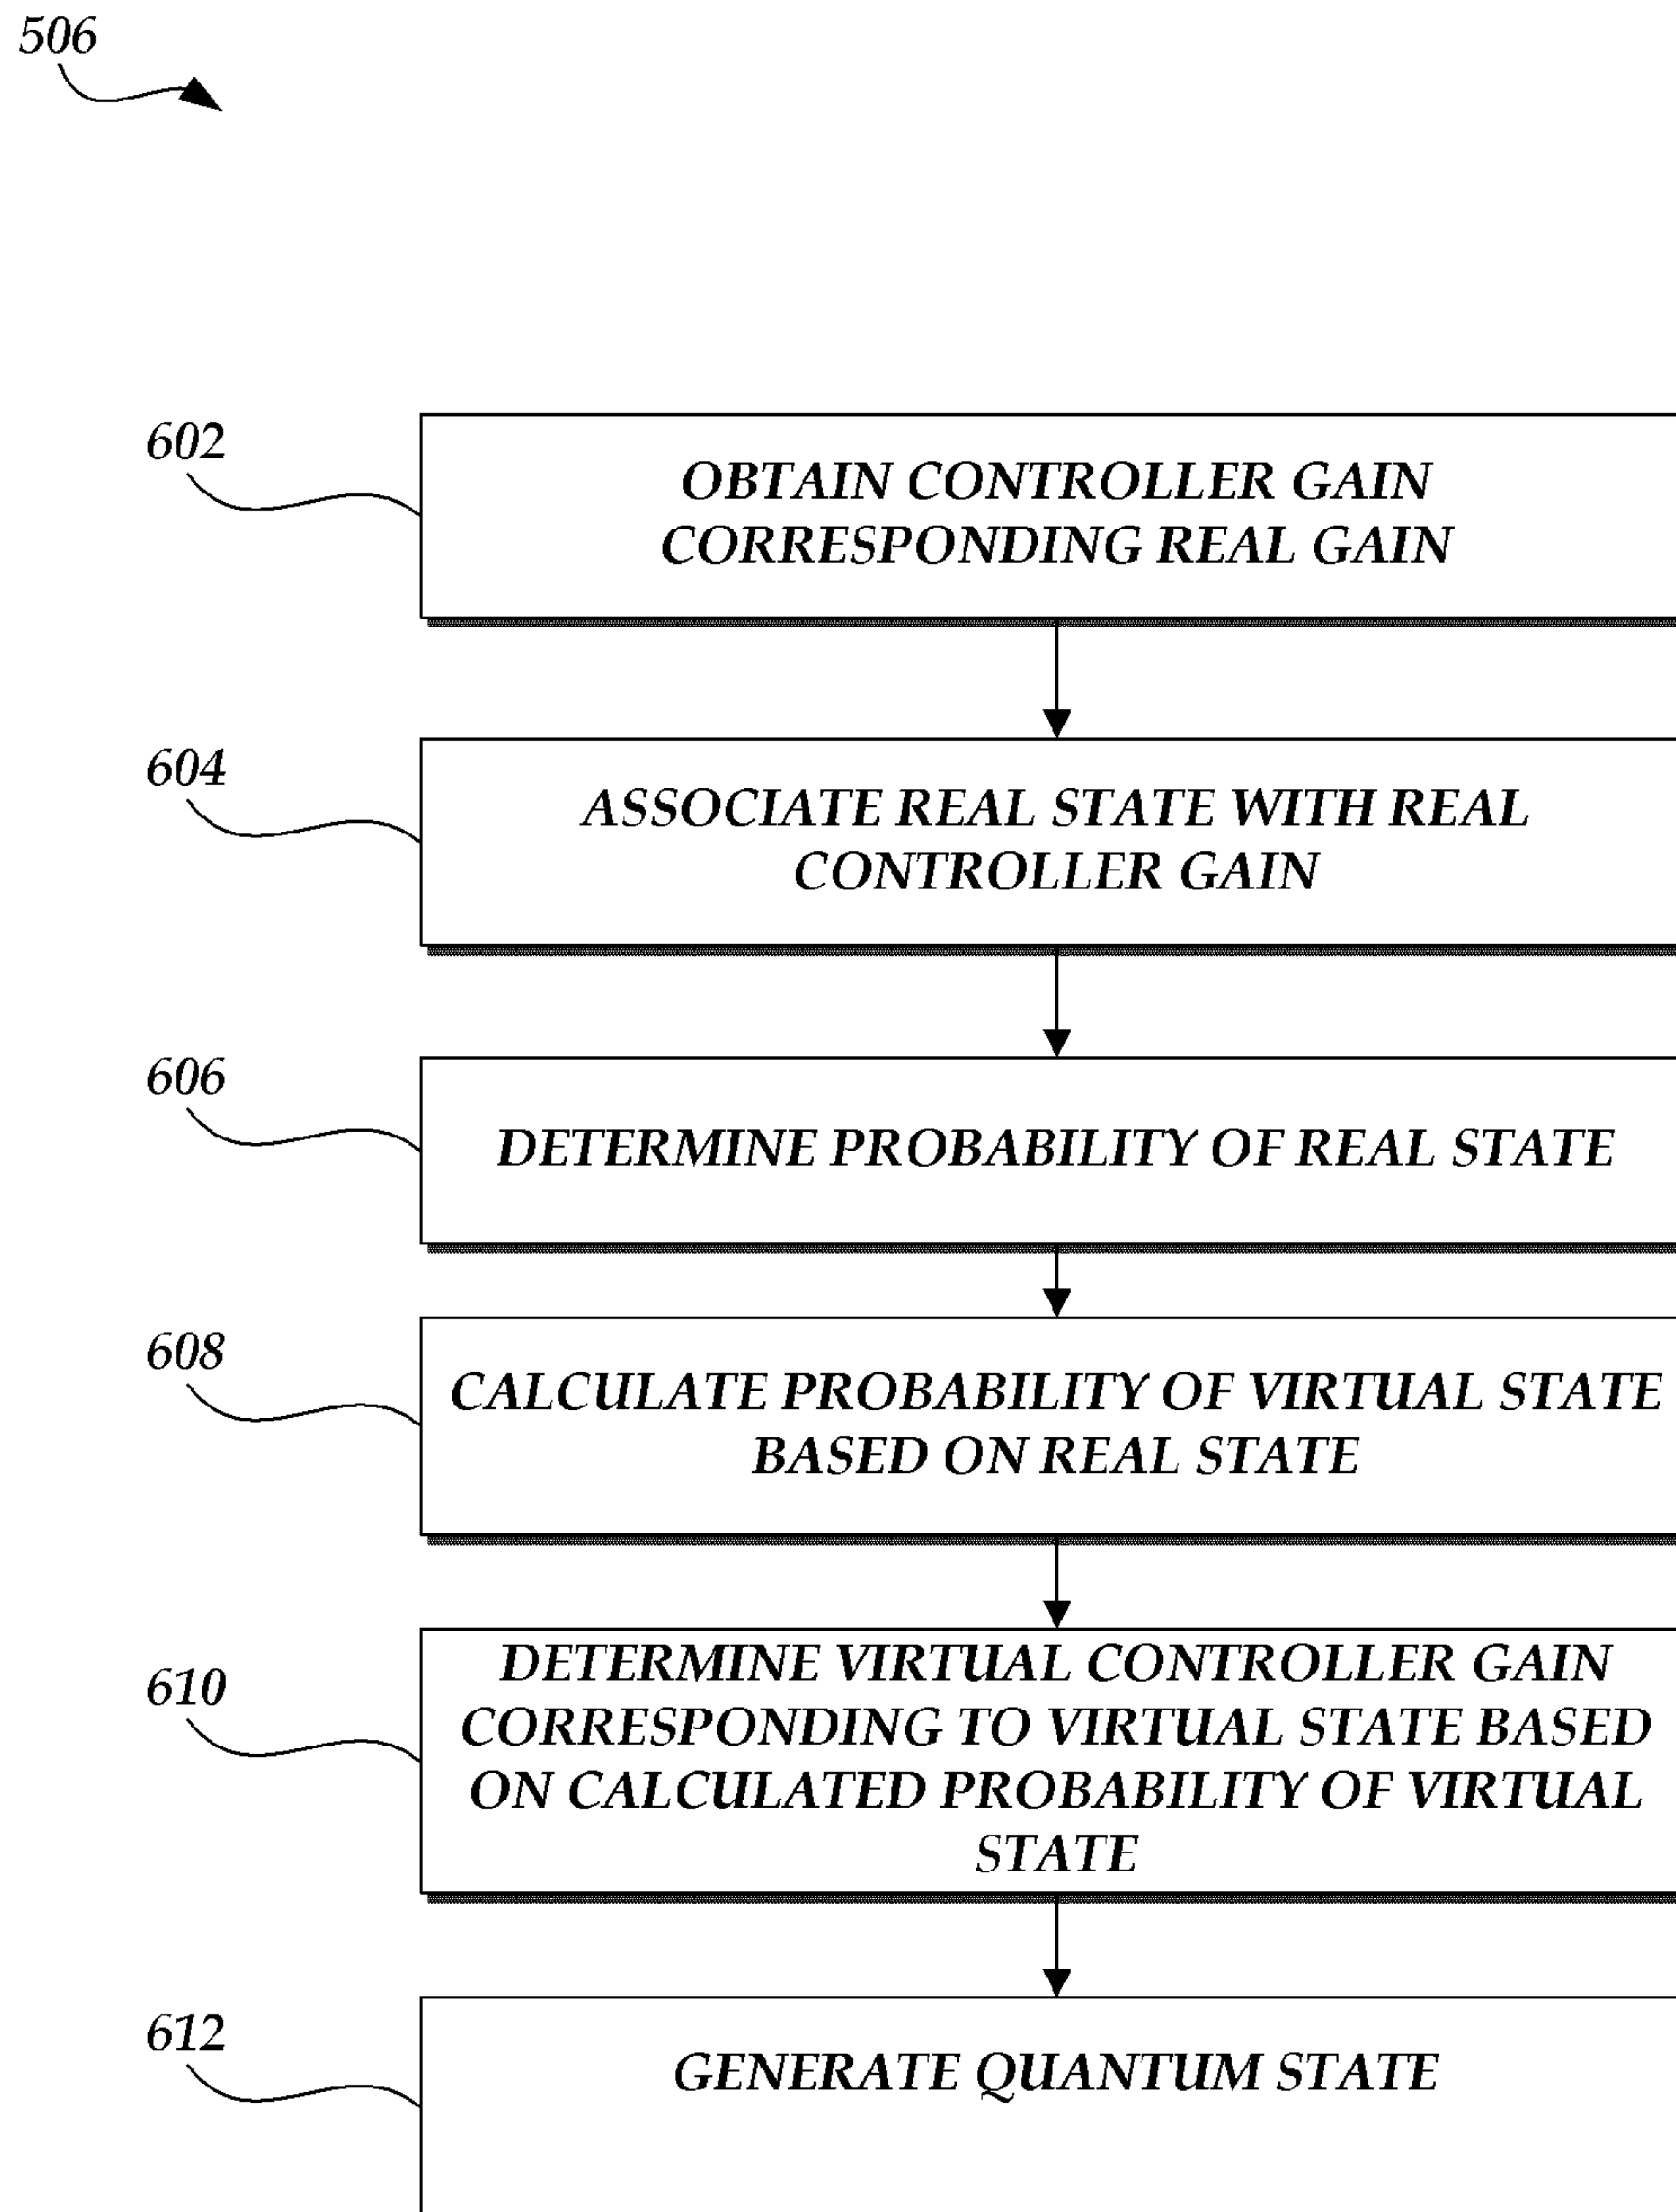 506
602
OBTAIN CONTROLLER GAIN
CORRESPONDING REAL GAIN
604
ASSOCIATE REAL STATE WITH REAL
CONTROLLER GAIN
606
DETERMINE PROBABILITY OF REAL STATE
608
CALCULATE PROBABILITY OF VIRTUAL STATE
BASED ON REAL STATE
610
DETERMINE VIRTUAL CONTROLLER GAIN
CORRESPONDING TO VIRTUAL STATE BASED
ON CALCULATED PROBABILITY OF VIRTUAL
STATE
612
GENERATE QUANTUM STATE